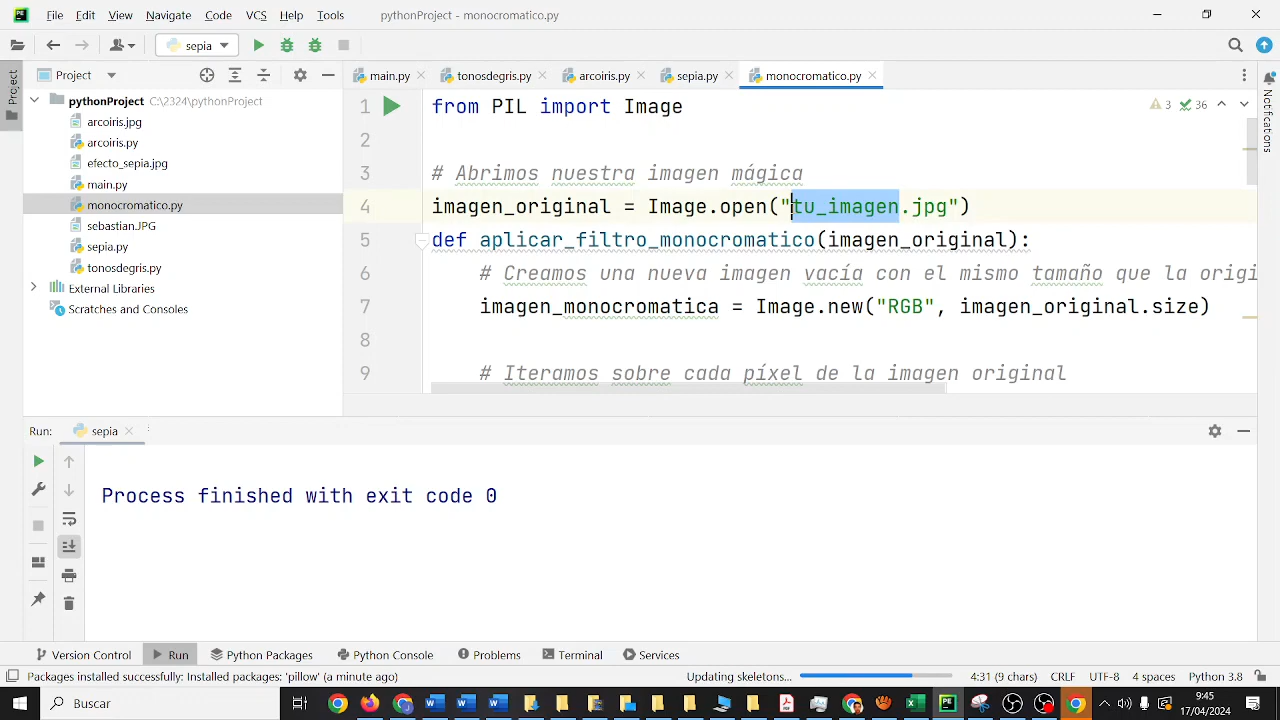 PE File Edit View Navigate Code VCS Help Tools pythonProject - monocromatico.py
sepia
Project main.py tonosdegris.py arcoiris.py sepia.py monocromatico.py
Project
pythonProject C:\2324\pythonProject
arcoiris.jpg
arcoiris.py
efecto_sepia.jpg
main.py
monocromatico.py
sebastian.JPG
sepia.py
tonosdegris.py
External Libraries
Scratches and Consoles
1 from PIL import Image
2
3 # Abrimos nuestra imagen mágica
4 imagen_original = Image.open("tu_imagen.jpg")
5 def aplicar_filtro_monocromatico(imagen_original):
6 # Creamos una nueva imagen vacía con el mismo tamaño que la origi
7 imagen_monocromatica = Image.new("RGB", imagen_original.size)
8
9 # Iteramos sobre cada píxel de la imagen original
3 36
Notifications
Run: sepia
Process finished with exit code 0
Version Control Run Python Packages Python Console Problems Terminal Services
Packages installed successfully: Installed packages: 'pillow' (a minute ago) Updating skeletons... 4:31 (9 chars) CRLF UTF-8 4 spaces Python 3.8
Buscar
9:45
17/04/2024